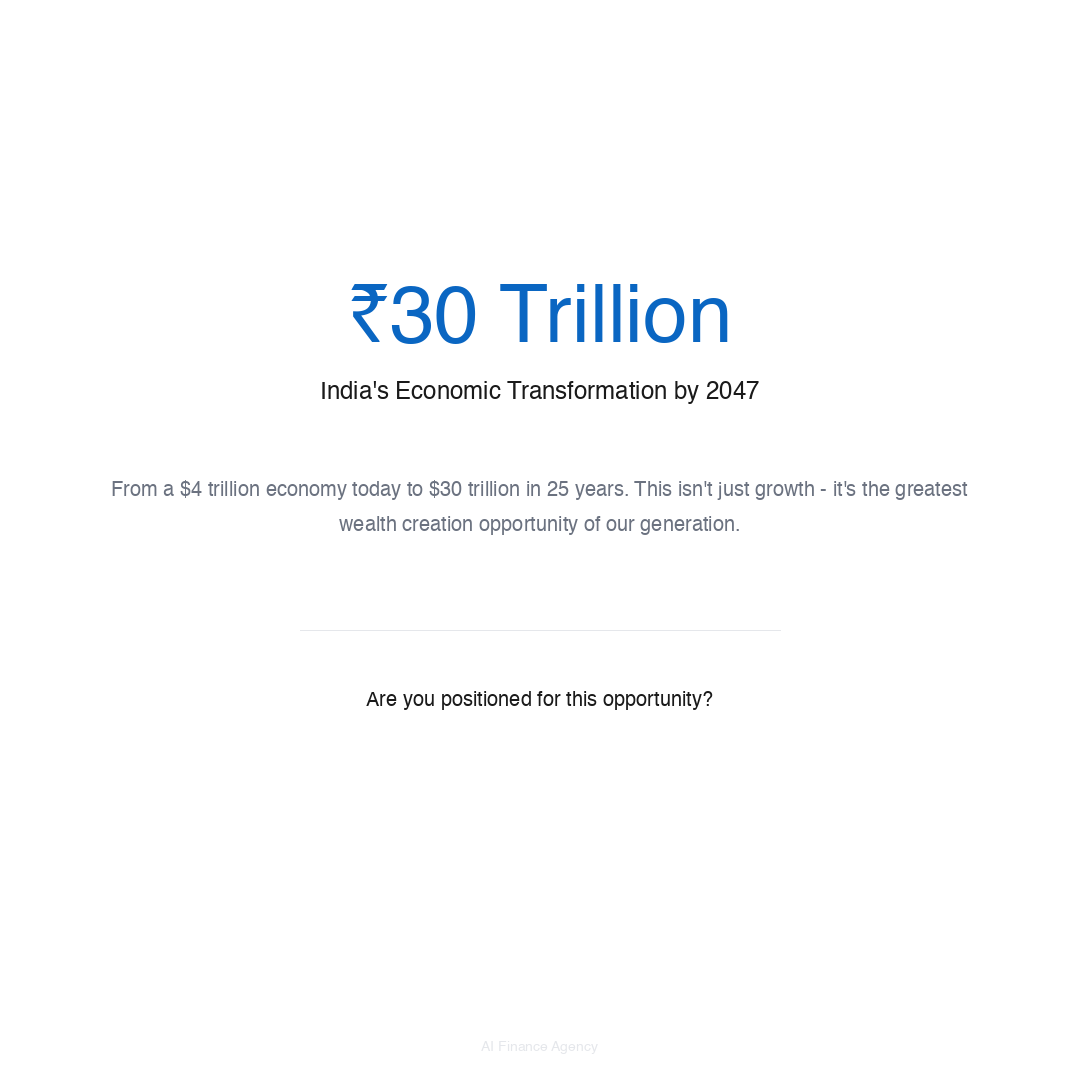 ₹30 Trillion
India's Economic Transformation by 2047
From a $4 trillion economy today to $30 trillion in 25 years. This isn't just growth - it's the greatest
wealth creation opportunity of our generation.
Are you positioned for this opportunity?
AI Finance Agency